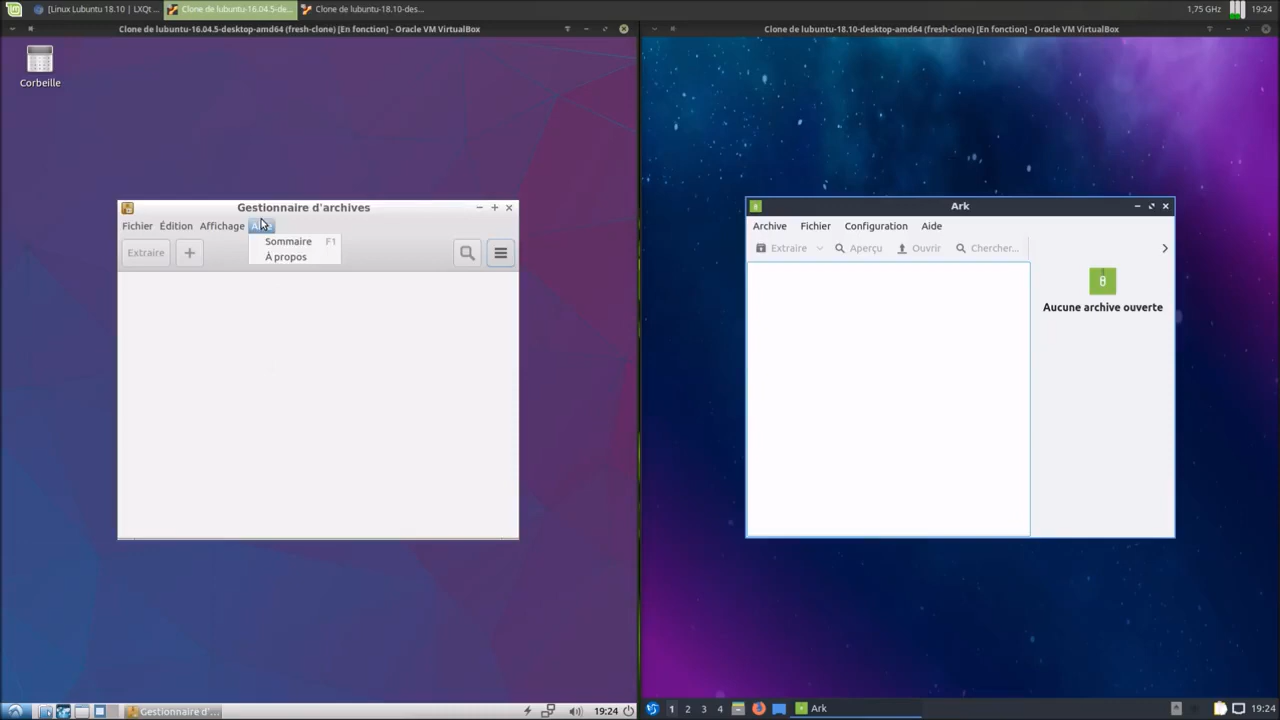 [Linux Lubuntu 18.10 | LXQt ...
Clone de lubuntu-16.04.5-de...
Clone de lubuntu-18.10-des...
1,75 GHz
19:24
Clone de lubuntu-16.04.5-desktop-amd64 (fresh-clone) [En fonction] - Oracle VM VirtualBox
Clone de lubuntu-18.10-desktop-amd64 (fresh-clone) [En fonction] - Oracle VM VirtualBox
Corbeille
Gestionnaire d'archives
Fichier Édition Affichage
Sommaire F1
À propos
Extraire
Ark
Archive Fichier Configuration Aide
Extraire Aperçu Ouvrir Chercher...
Aucune archive ouverte
Gestionnaire d'...
19:24
1 2 3 4
Ark
19:24